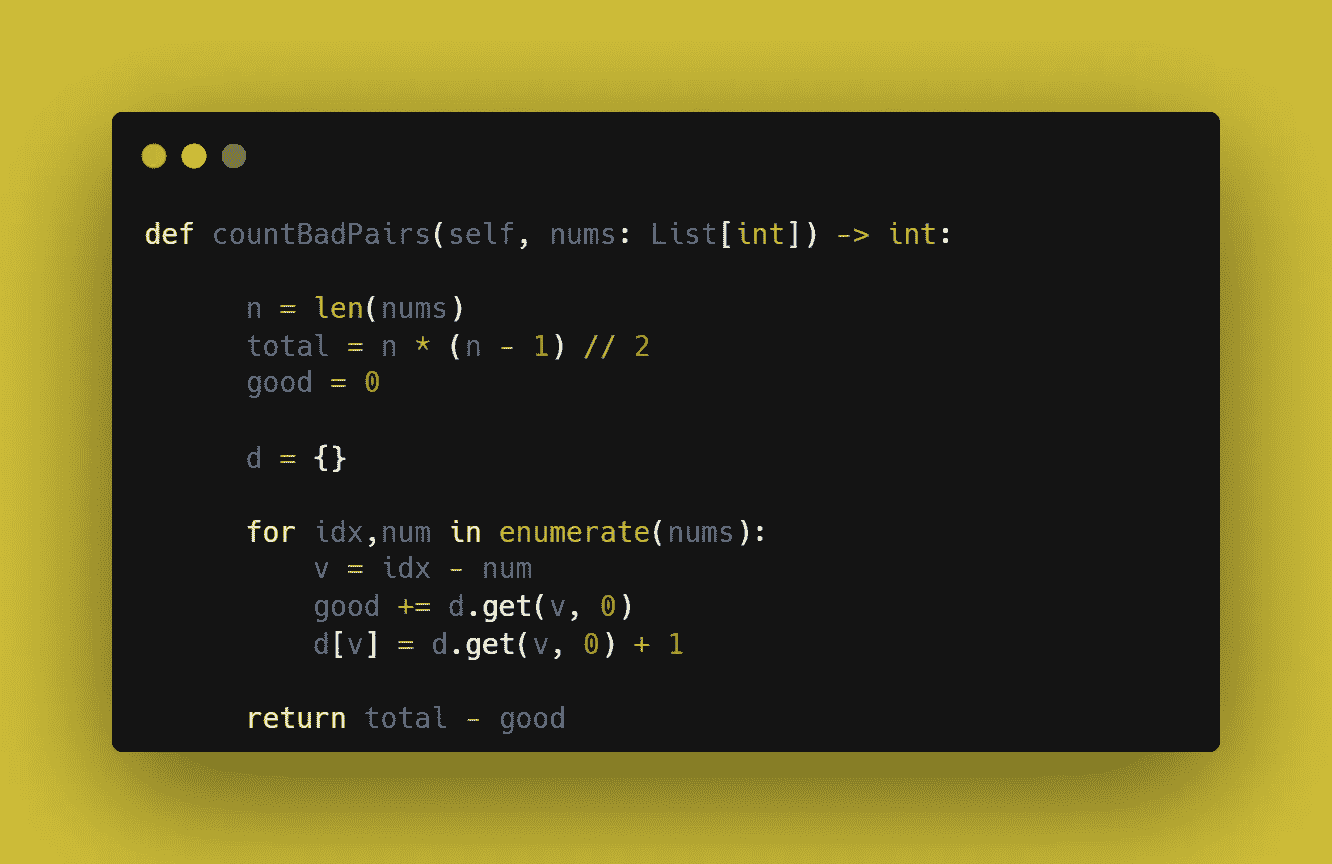 def countBadPairs(self, nums: List[int]) -> int:
n = len(nums)
total = n * (n - 1) // 2
good = 0
d = {}
for idx,num in enumerate(nums):
v = idx - num
good += d.get(v, 0)
d[v] = d.get(v, 0) + 1
return total - good